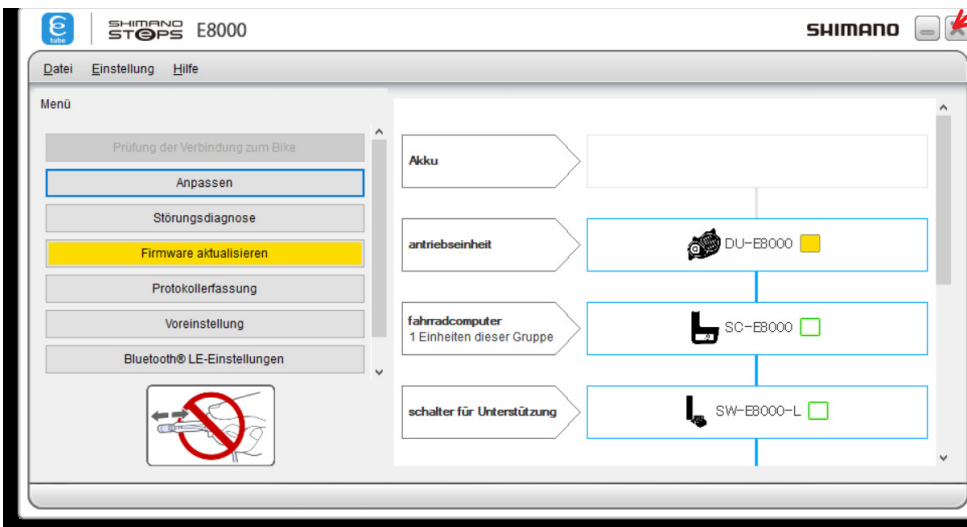 E
tube
SHIMANO
STEPS
E8000
SHIMANO
Datei Einstellung Hilfe
Menü
Prüfung der Verbindung zum Bike
Anpassen
Störungsdiagnose
Firmware aktualisieren
Protokollerfassung
Voreinstellung
Bluetooth® LE-Einstellungen
Akku
antriebseinheit
DU-E8000
fahrradcomputer
1 Einheiten dieser Gruppe
SC-E8000
schalter für Unterstützung
SW-E8000-L